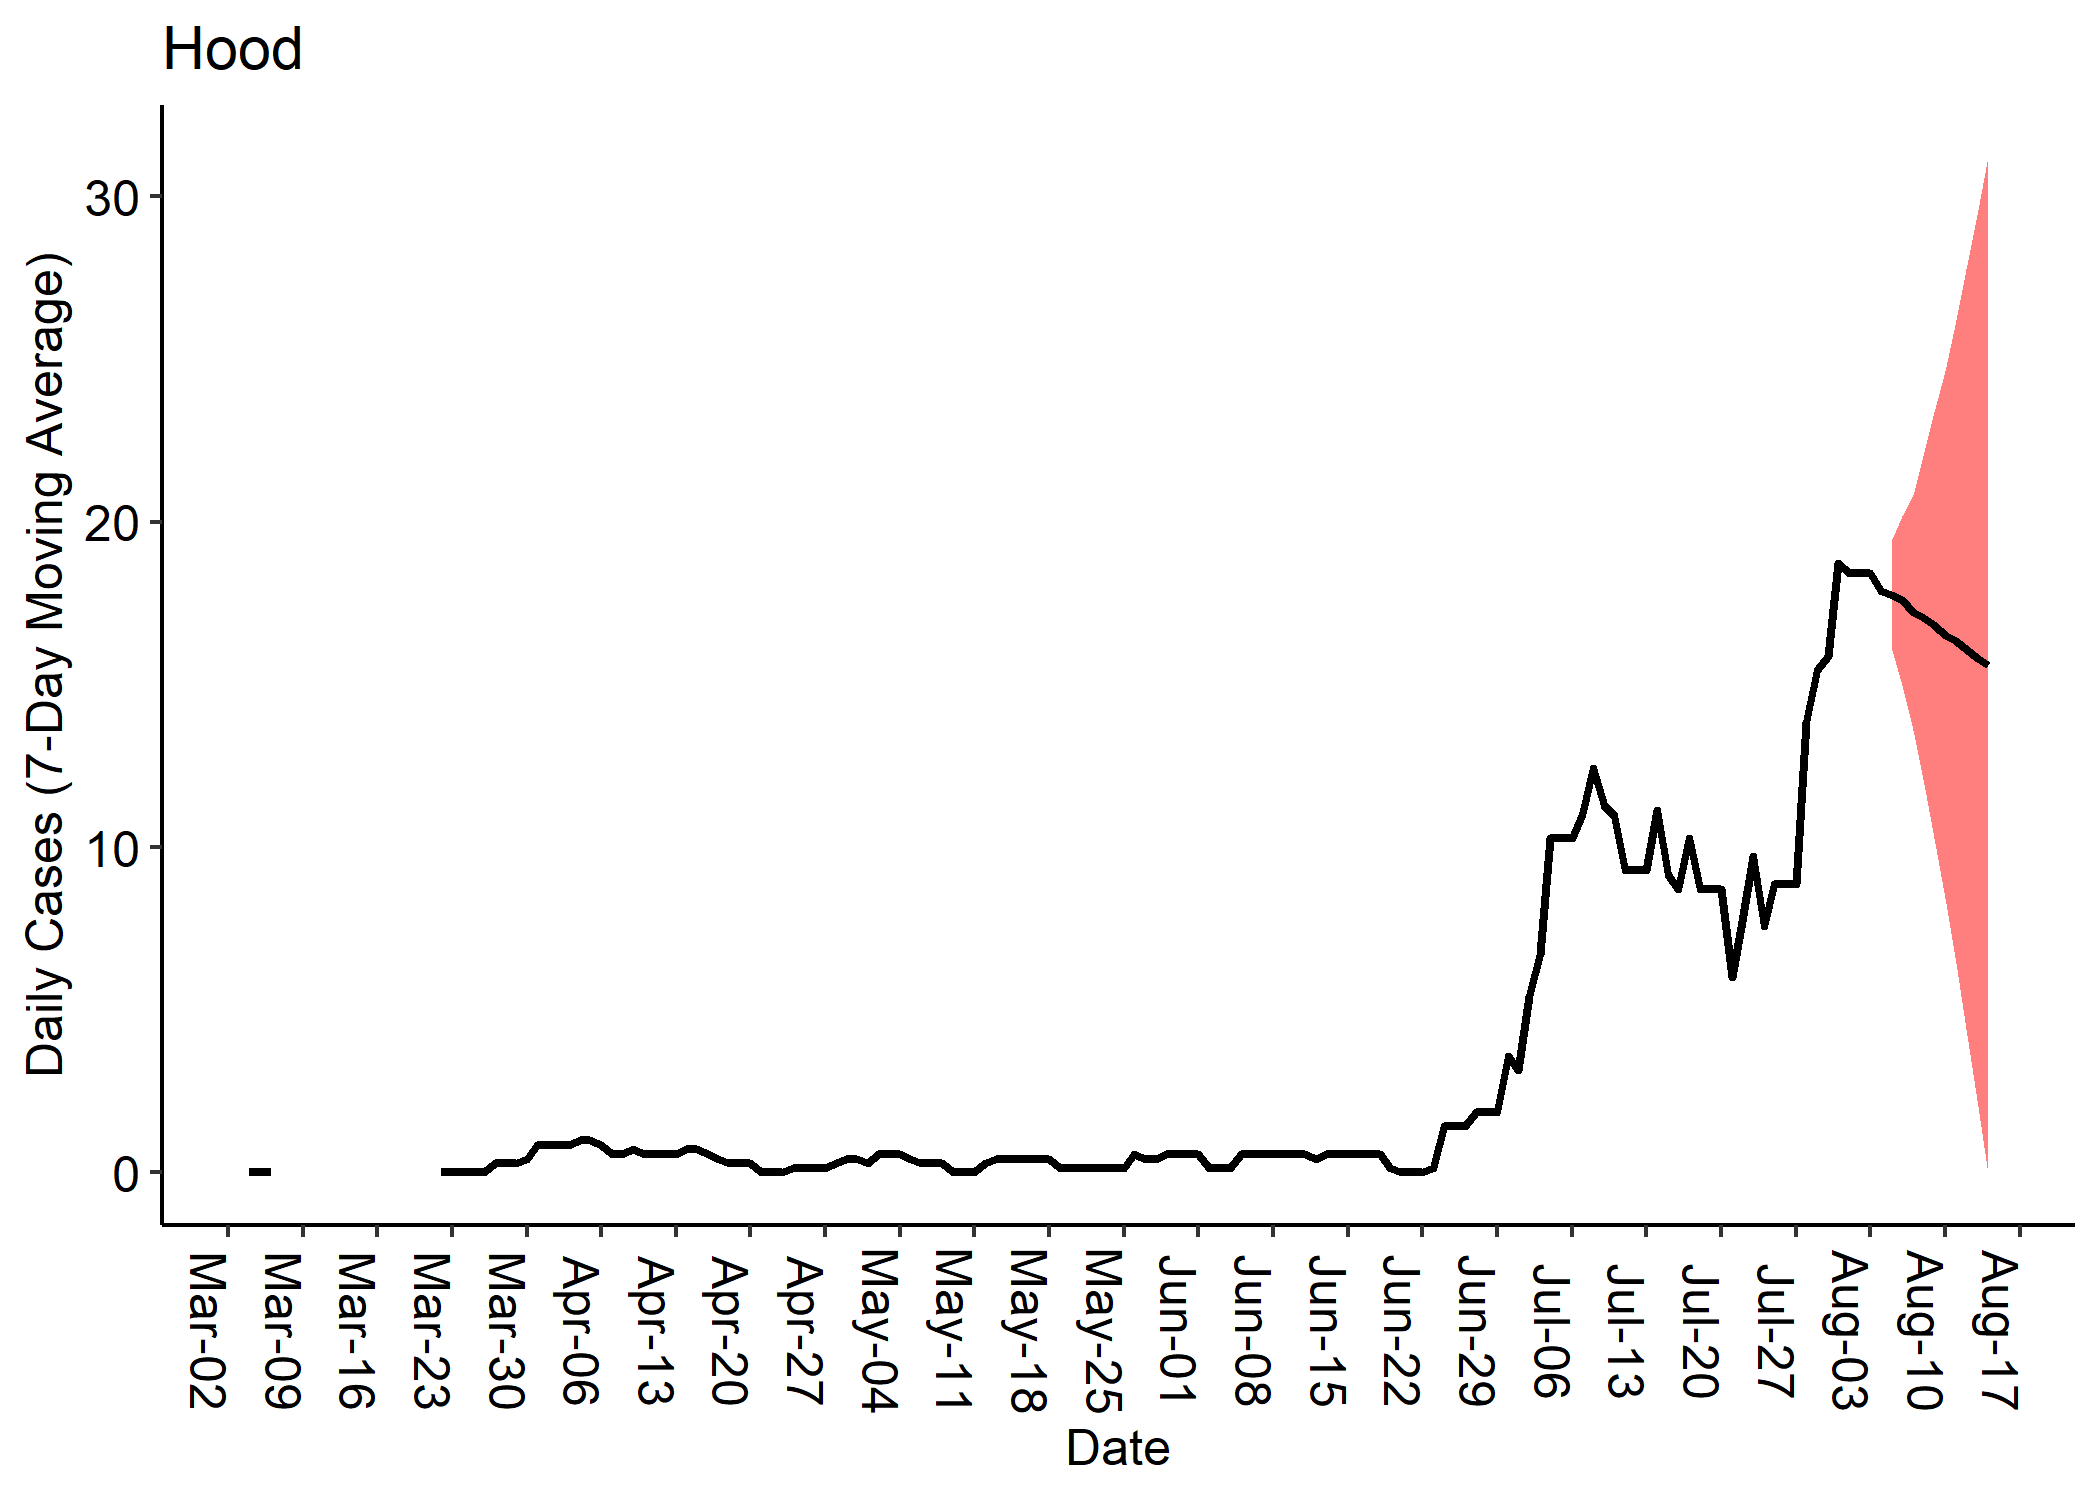 Hood
Daily Cases (7-Day Moving Average)
30
20
10
0
Mar-02
Mar-09
Mar-16
Mar-23
Mar-30
Apr-06
Apr-13
Apr-20
Apr-27
May-04
May-11
May-18
May-25
Jun-01
Jun-08
Jun-15
Jun-22
Jun-29
Jul-06
Jul-13
Jul-20
Jul-27
Aug-03
Aug-10
Aug-17
Date